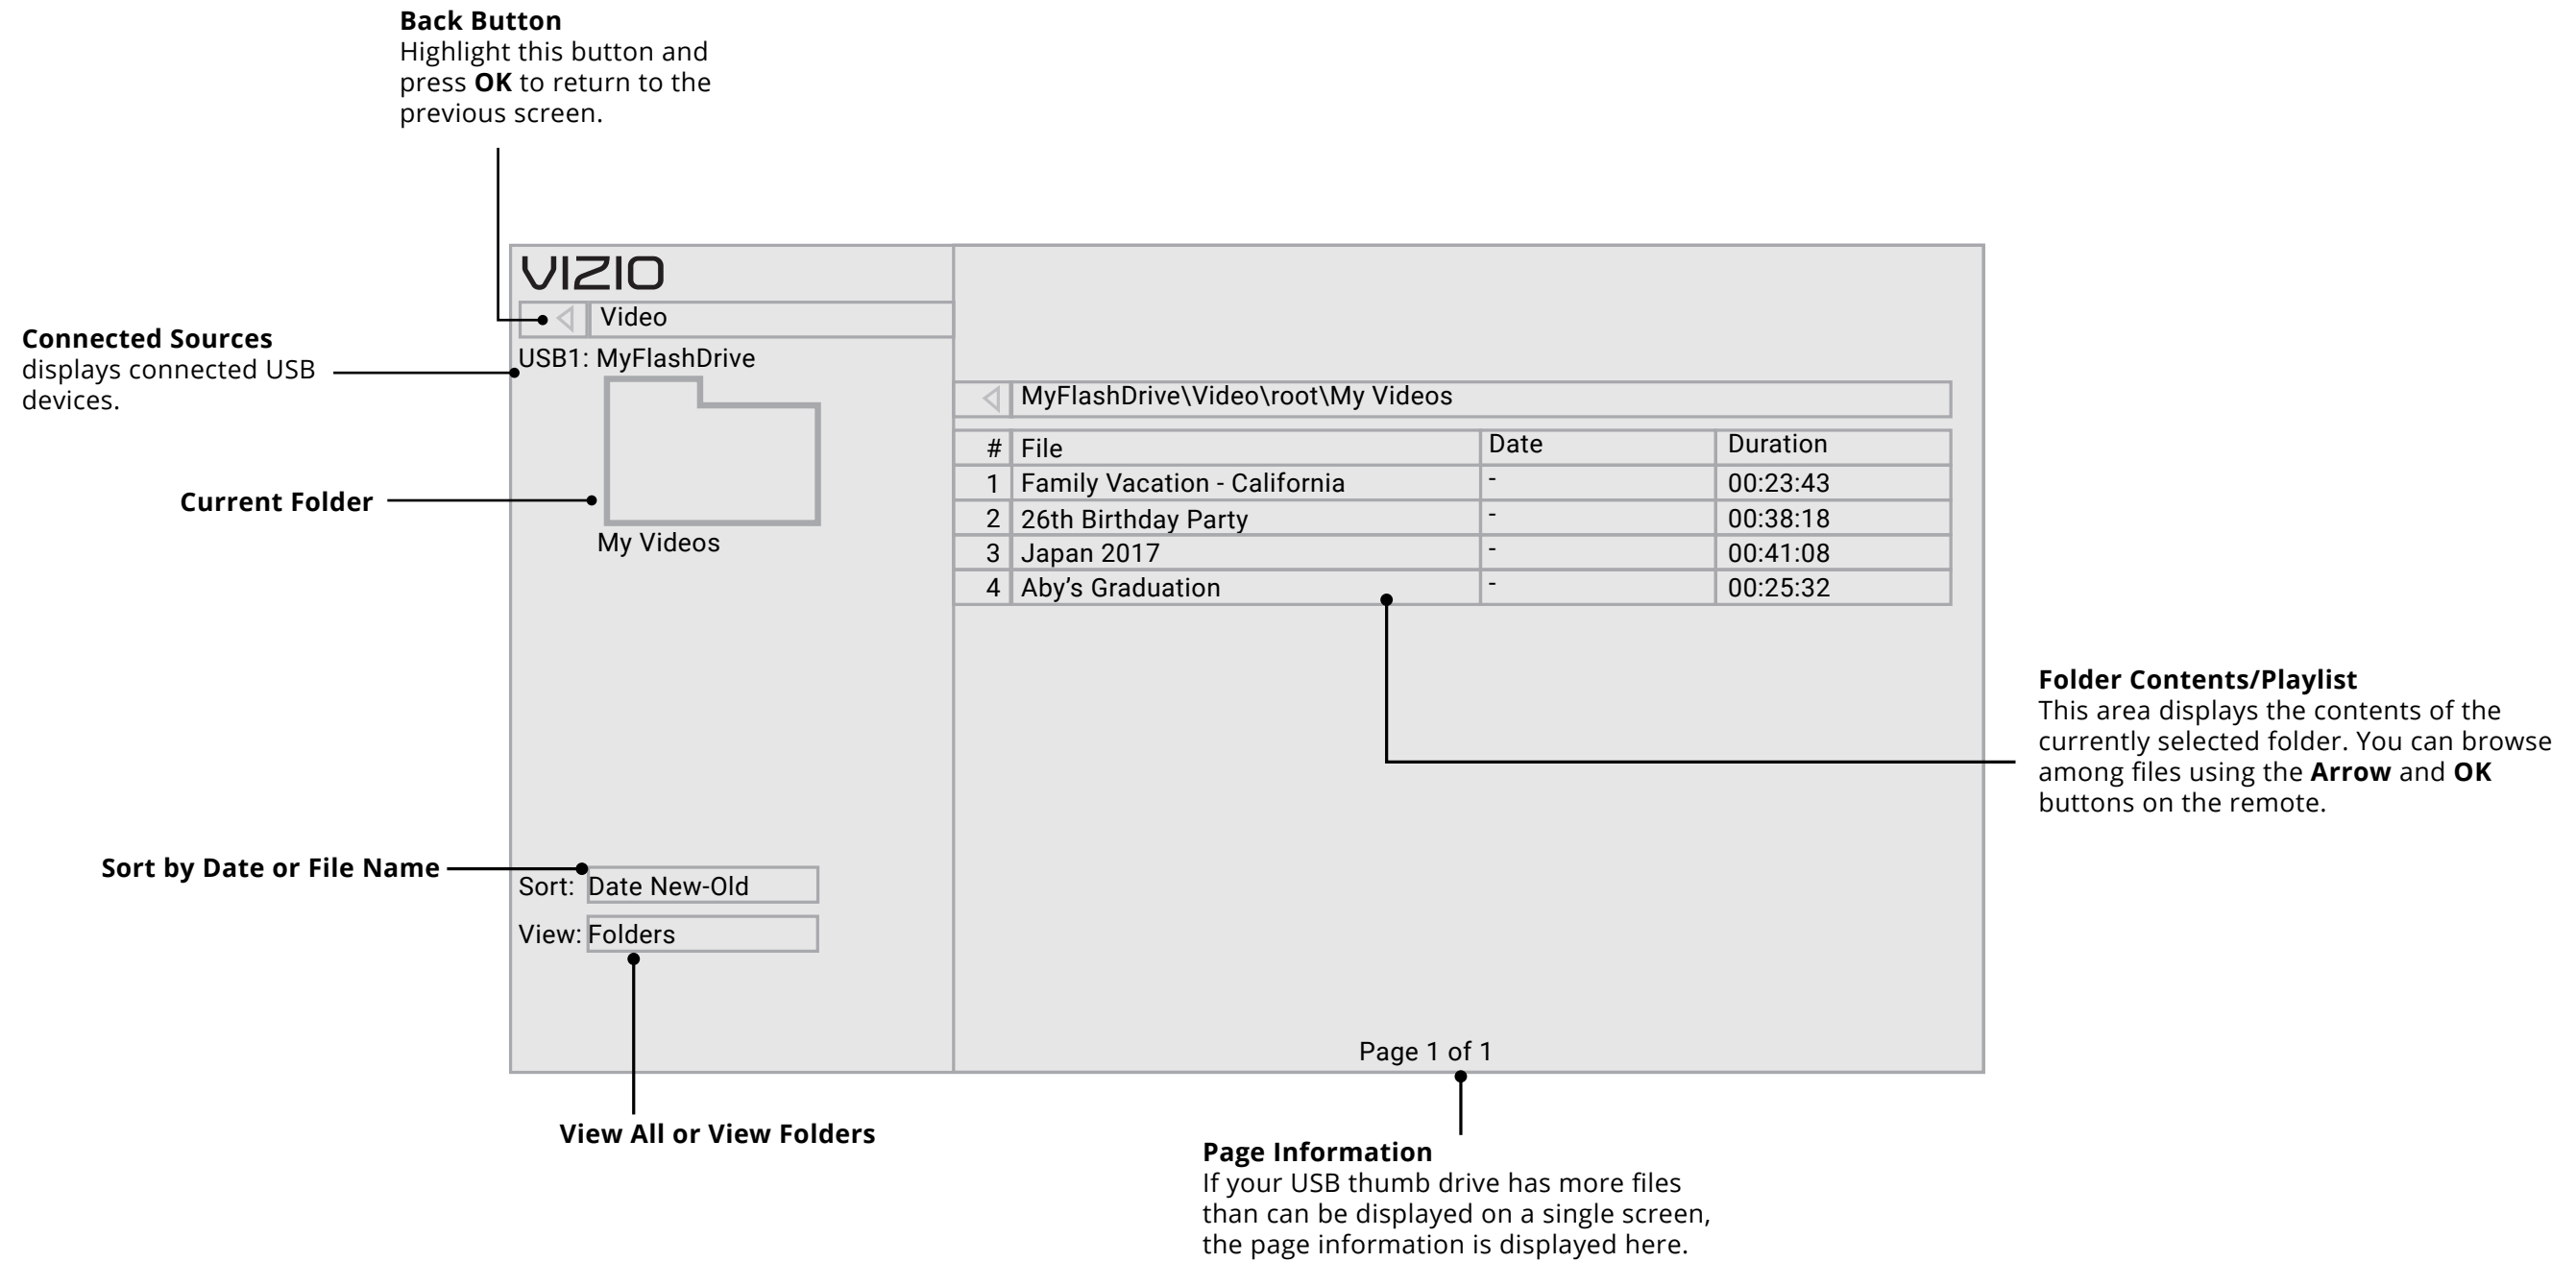 Back Button
Highlight this button and
press OK to return to the
previous screen.
VIZIO
Video
Connected Sources
displays connected USB
devices.
USB1: MyFlashDrive
Current Folder
My Videos
MyFlashDrive\Video\root\My Videos
# File Date Duration
1 Family Vacation - California - 00:23:43
2 26th Birthday Party - 00:38:18
3 Japan 2017 - 00:41:08
4 Aby’s Graduation - 00:25:32
Folder Contents/Playlist
This area displays the contents of the
currently selected folder. You can browse
among files using the Arrow and OK
buttons on the remote.
Sort by Date or File Name
Sort: Date New-Old
View: Folders
Page 1 of 1
View All or View Folders
Page Information
If your USB thumb drive has more files
than can be displayed on a single screen,
the page information is displayed here.